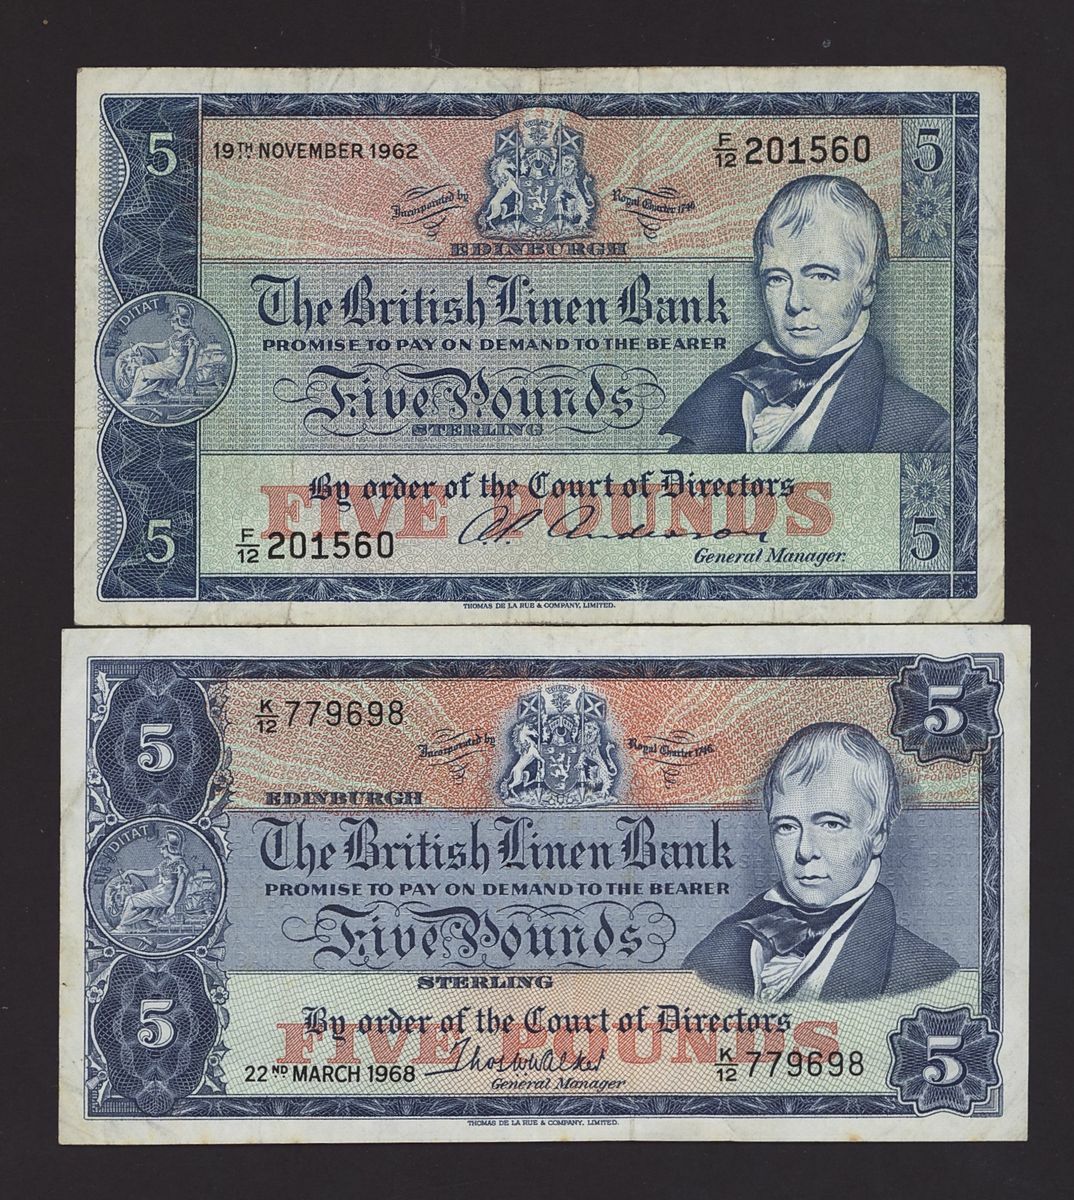 5
19TH NOVEMBER 1962
F/12 201560
5
Incorporated by Royal Charter 1746
EDINBURGH
The British Linen Bank
PROMISE TO PAY ON DEMAND TO THE BEARER
DITAT
Five Pounds
STERLING
By order of the Court of Directors
FIVE POUNDS
5
F/12 201560
General Manager.
5
THOMAS DE LA RUE & COMPANY, LIMITED.
5
K/12 779698
5
Incorporated by Royal Charter 1746
EDINBURGH
The British Linen Bank
DITAT
PROMISE TO PAY ON DEMAND TO THE BEARER
Five Pounds
STERLING
5
By order of the Court of Directors
FIVE POUNDS
22ND MARCH 1968
General Manager
K/12 779698
5
THOMAS DE LA RUE & COMPANY, LIMITED.